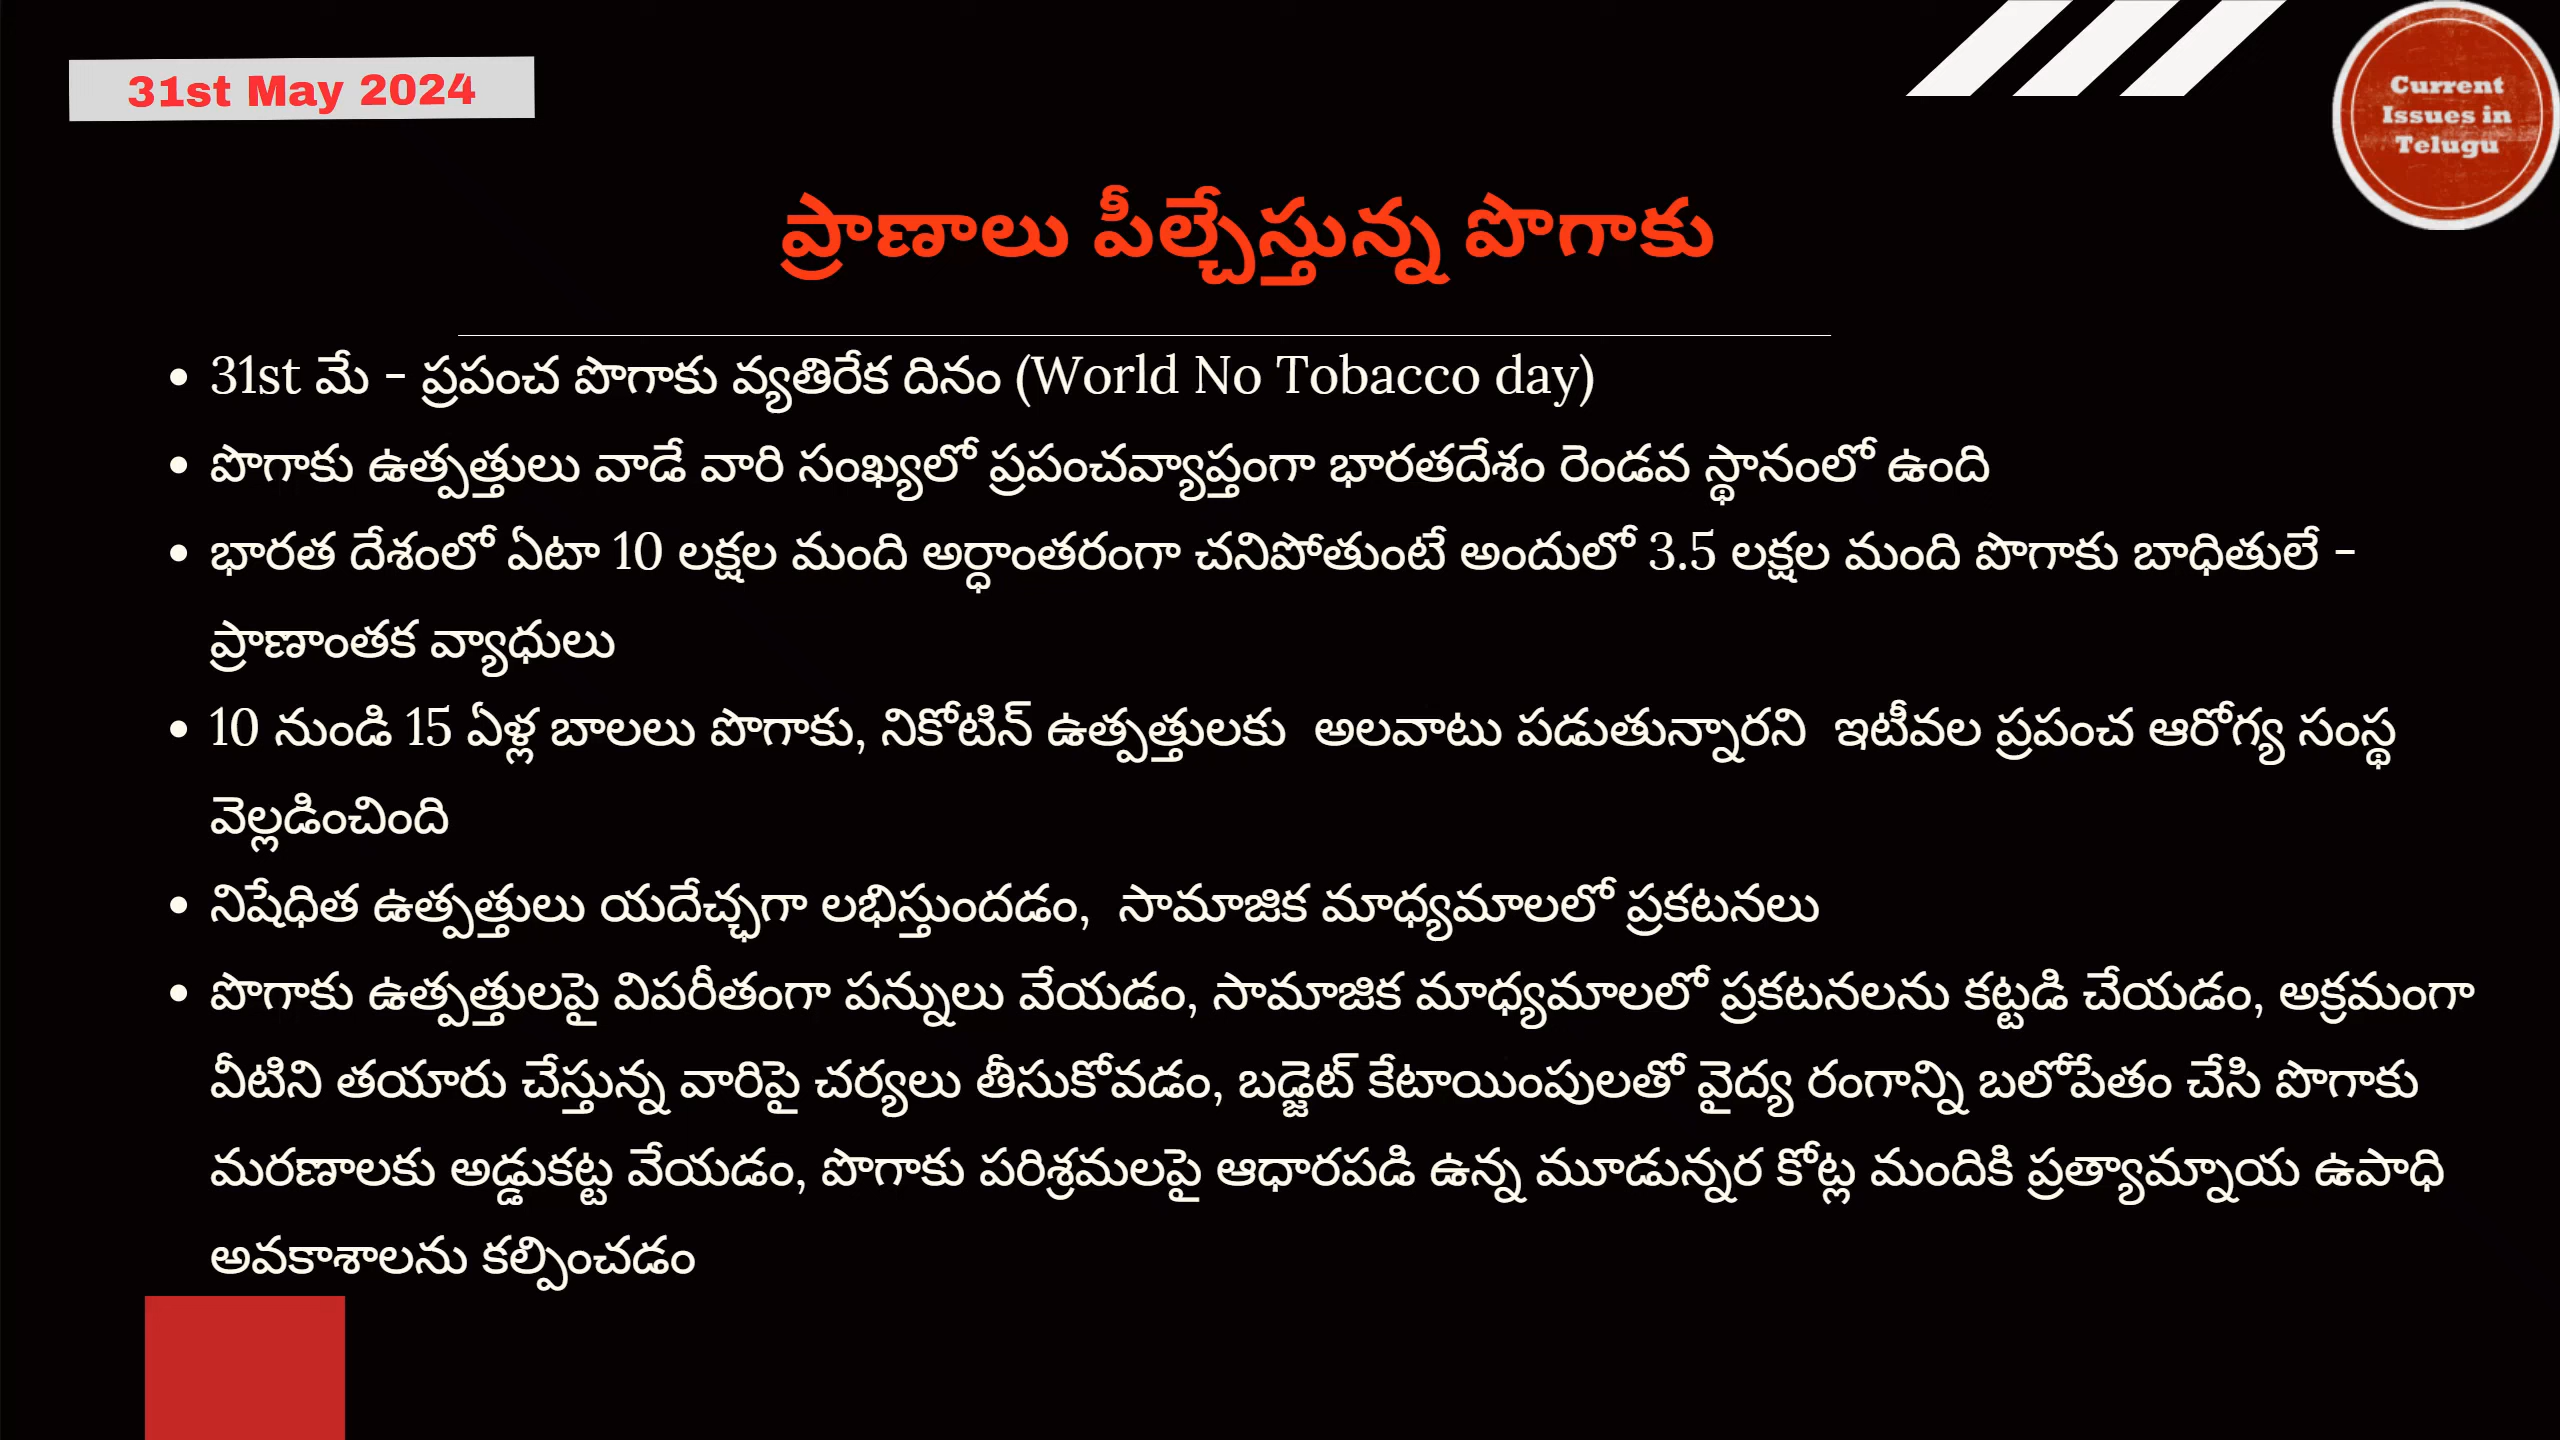 31st May 2024
Current
Issues in
Telugu
ప్రాణాలు పీల్చేస్తున్న పొగాకు
• 31st మే - ప్రపంచ పొగాకు వ్యతిరేక దినం (World No Tobacco day)
• పొగాకు ఉత్పత్తులు వాడే వారి సంఖ్యలో ప్రపంచవ్యాప్తంగా భారతదేశం రెండవ స్థానంలో ఉంది
• భారత దేశంలో ఏటా 10 లక్షల మంది అర్ధాంతరంగా చనిపోతుంటే అందులో 3.5 లక్షల మంది పొగాకు బాధితులే -
ప్రాణాంతక వ్యాధులు
• 10 నుండి 15 ఏళ్ల బాలలు పొగాకు, నికోటిన్ ఉత్పత్తులకు అలవాటు పడుతున్నారని ఇటీవల ప్రపంచ ఆరోగ్య సంస్థ
వెల్లడించింది
• నిషేధిత ఉత్పత్తులు యదేచ్ఛగా లభిస్తుందడం, సామాజిక మాధ్యమాలలో ప్రకటనలు
• పొగాకు ఉత్పత్తులపై విపరీతంగా పన్నులు వేయడం, సామాజిక మాధ్యమాలలో ప్రకటనలను కట్టడి చేయడం, అక్రమంగా
వీటిని తయారు చేస్తున్న వారిపై చర్యలు తీసుకోవడం, బడ్జెట్ కేటాయింపులతో వైద్య రంగాన్ని బలోపేతం చేసి పొగాకు
మరణాలకు అడ్డుకట్ట వేయడం, పొగాకు పరిశ్రమలపై ఆధారపడి ఉన్న మూడున్నర కోట్ల మందికి ప్రత్యామ్నాయ ఉపాధి
అవకాశాలను కల్పించడం